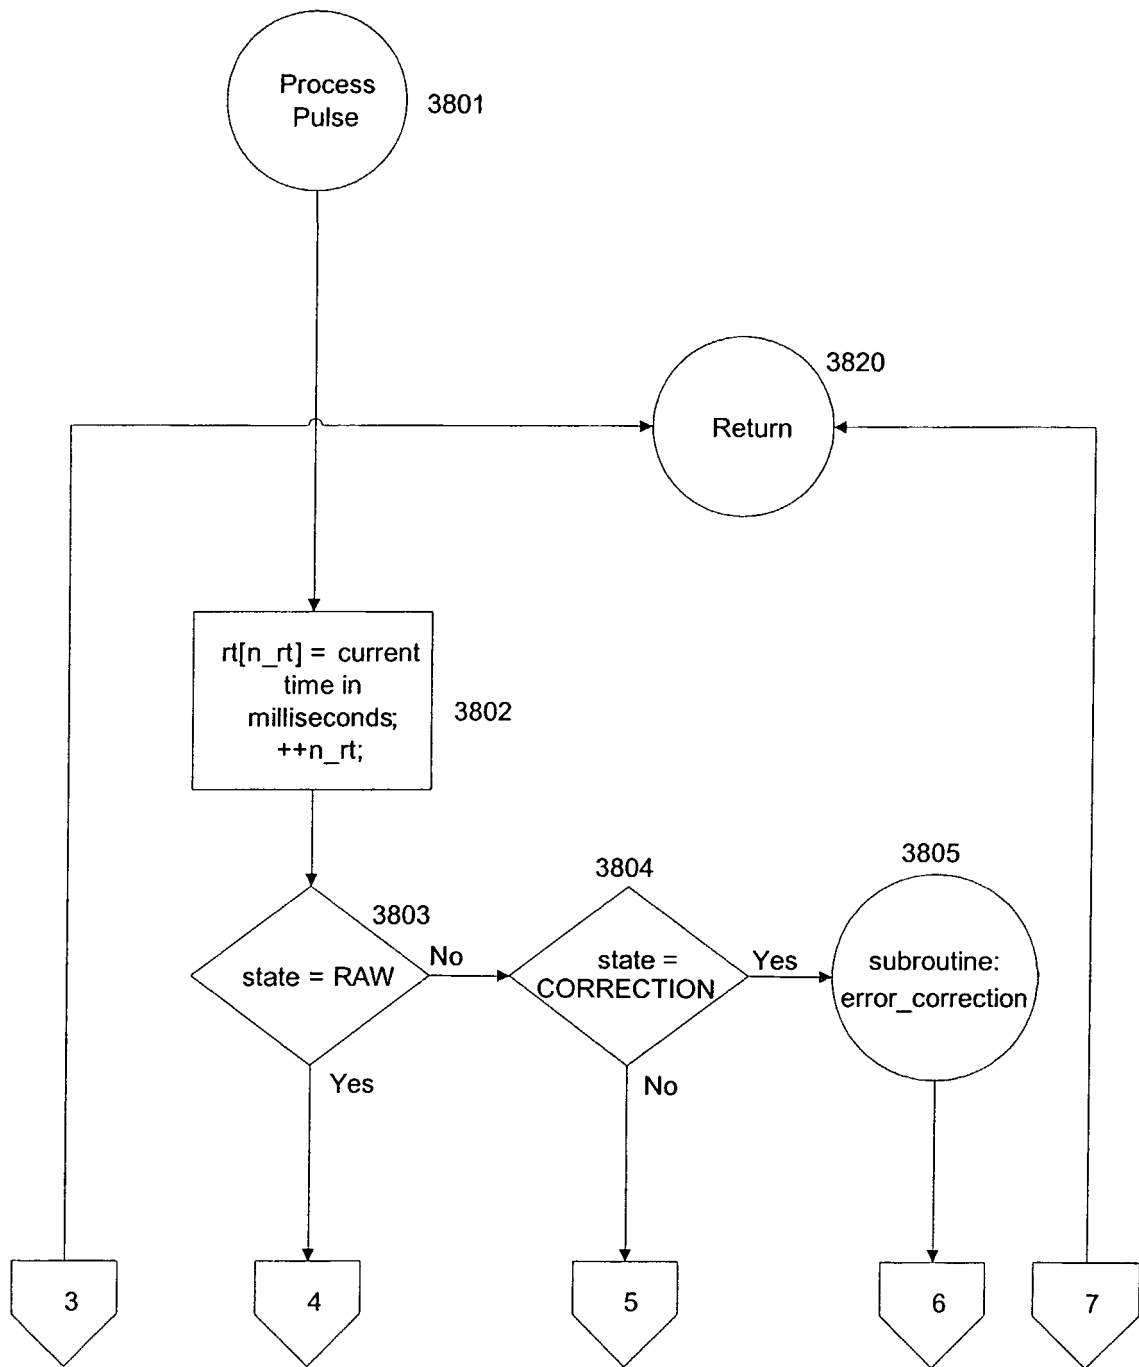 Process
Pulse
3801
3820
Return
rt[n_rt] = current
time in
milliseconds;
++n_rt;
3802
3803
state = RAW
No
Yes
3804
state =
CORRECTION
Yes
No
3805
subroutine:
error_correction
3
4
5
6
7